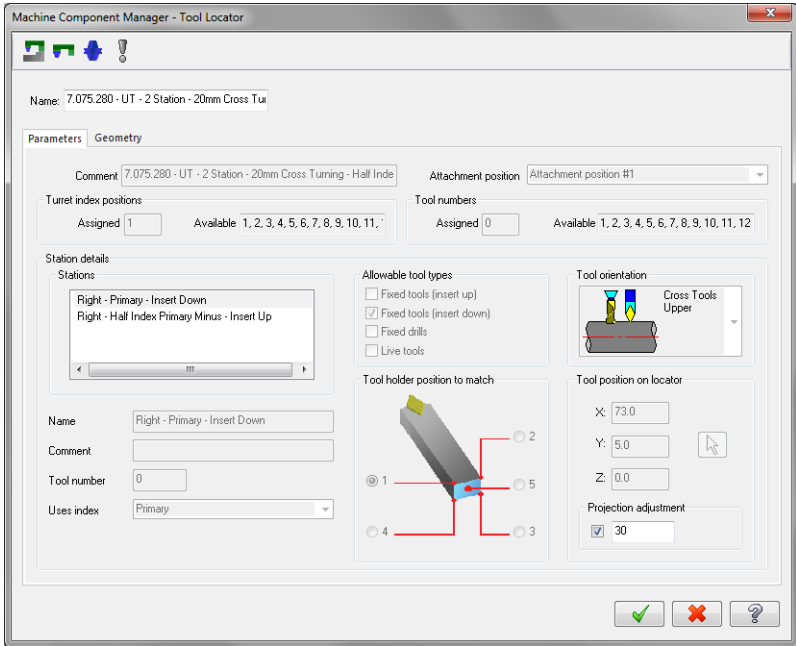 Machine Component Manager - Tool Locator
Name: 7.075.280 - UT - 2 Station - 20mm Cross Tu
Parameters Geometry
Comment 7.075.280 - UT - 2 Station - 20mm Cross Turning - Half Inde Attachment position Attachment position #1
Turret index positions Tool numbers
Assigned 1 Available 1, 2, 3, 4, 5, 6, 7, 8, 9, 10, 11, Assigned 0 Available 1, 2, 3, 4, 5, 6, 7, 8, 9, 10, 11, 12
Station details
Stations Allowable tool types Tool orientation
Right - Primary - Insert Down Fixed tools (insert up) Cross Tools
Right - Half Index Primary Minus - Insert Up Fixed tools (insert down) Upper
Fixed drills
Live tools
Tool holder position to match Tool position on locator
Name Right - Primary - Insert Down X: 73.0
Comment 2 Y: 5.0
Tool number 0 1 5 Z: 0.0
Uses index Primary Projection adjustment
4 3 30